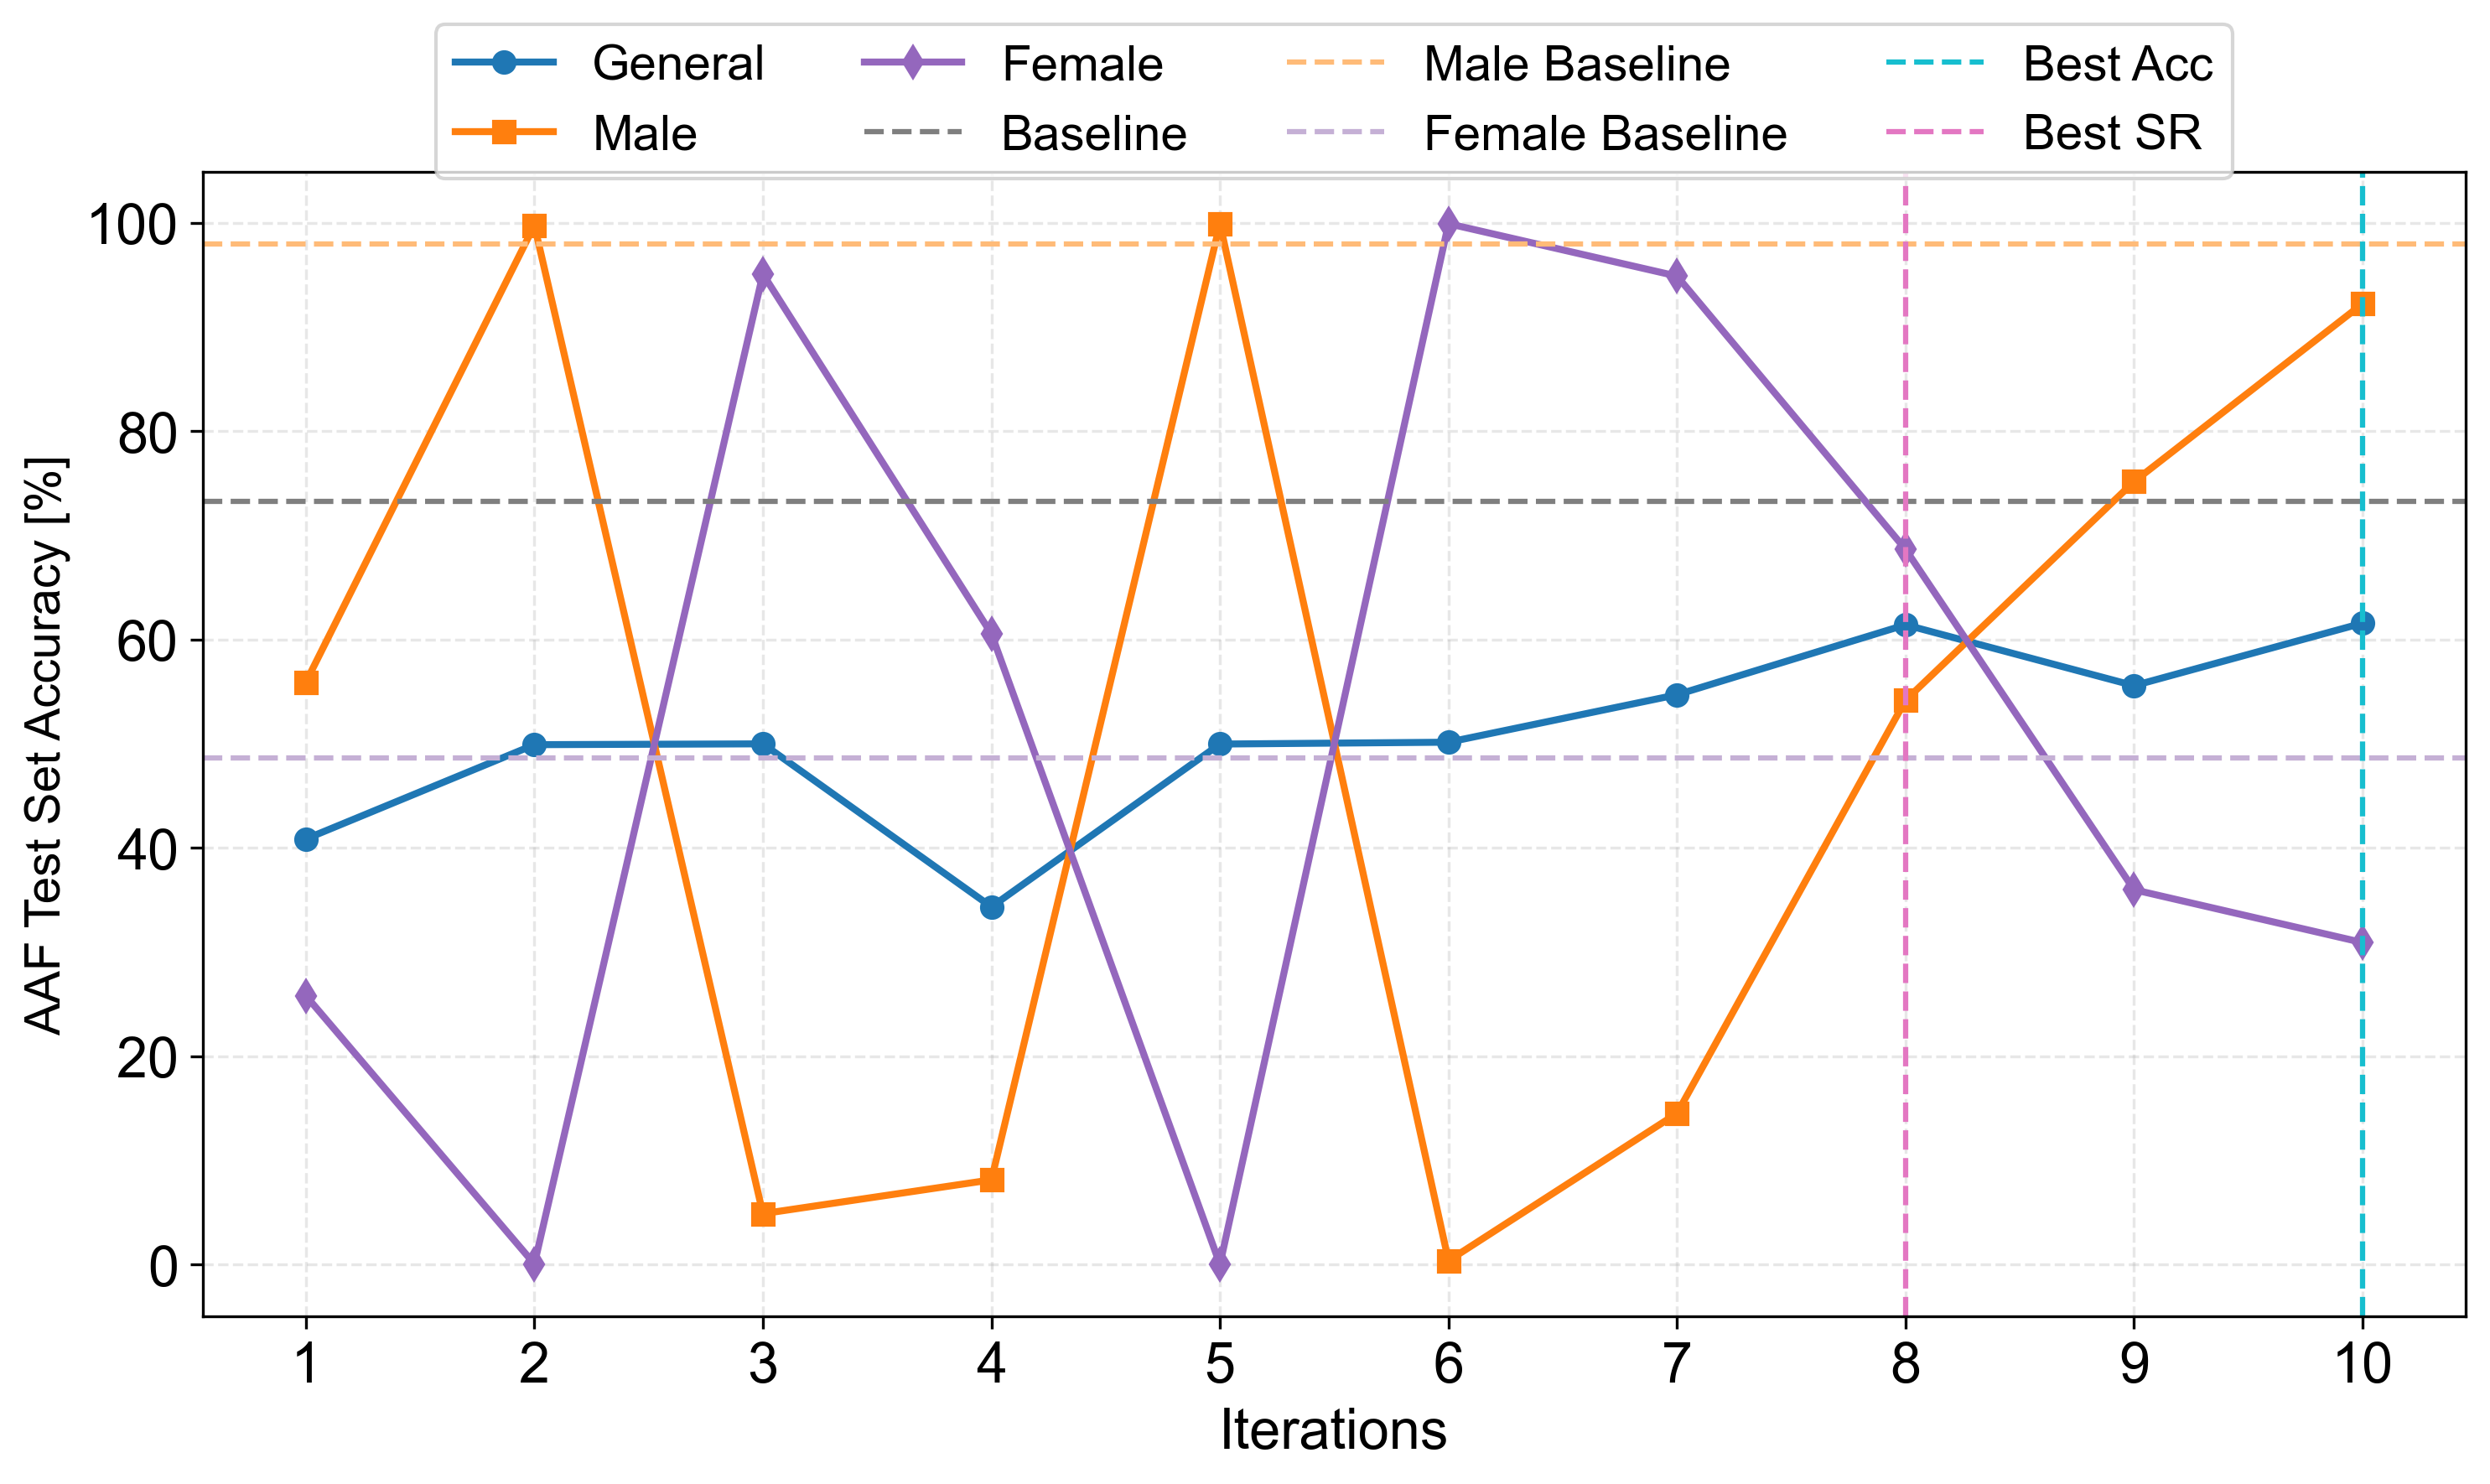 General
Male
Female
Baseline
Male Baseline
Female Baseline
Best Acc
Best SR
AAF Test Set Accuracy [%]
100
80
60
40
20
0
1 2 3 4 5 6 7 8 9 10
Iterations